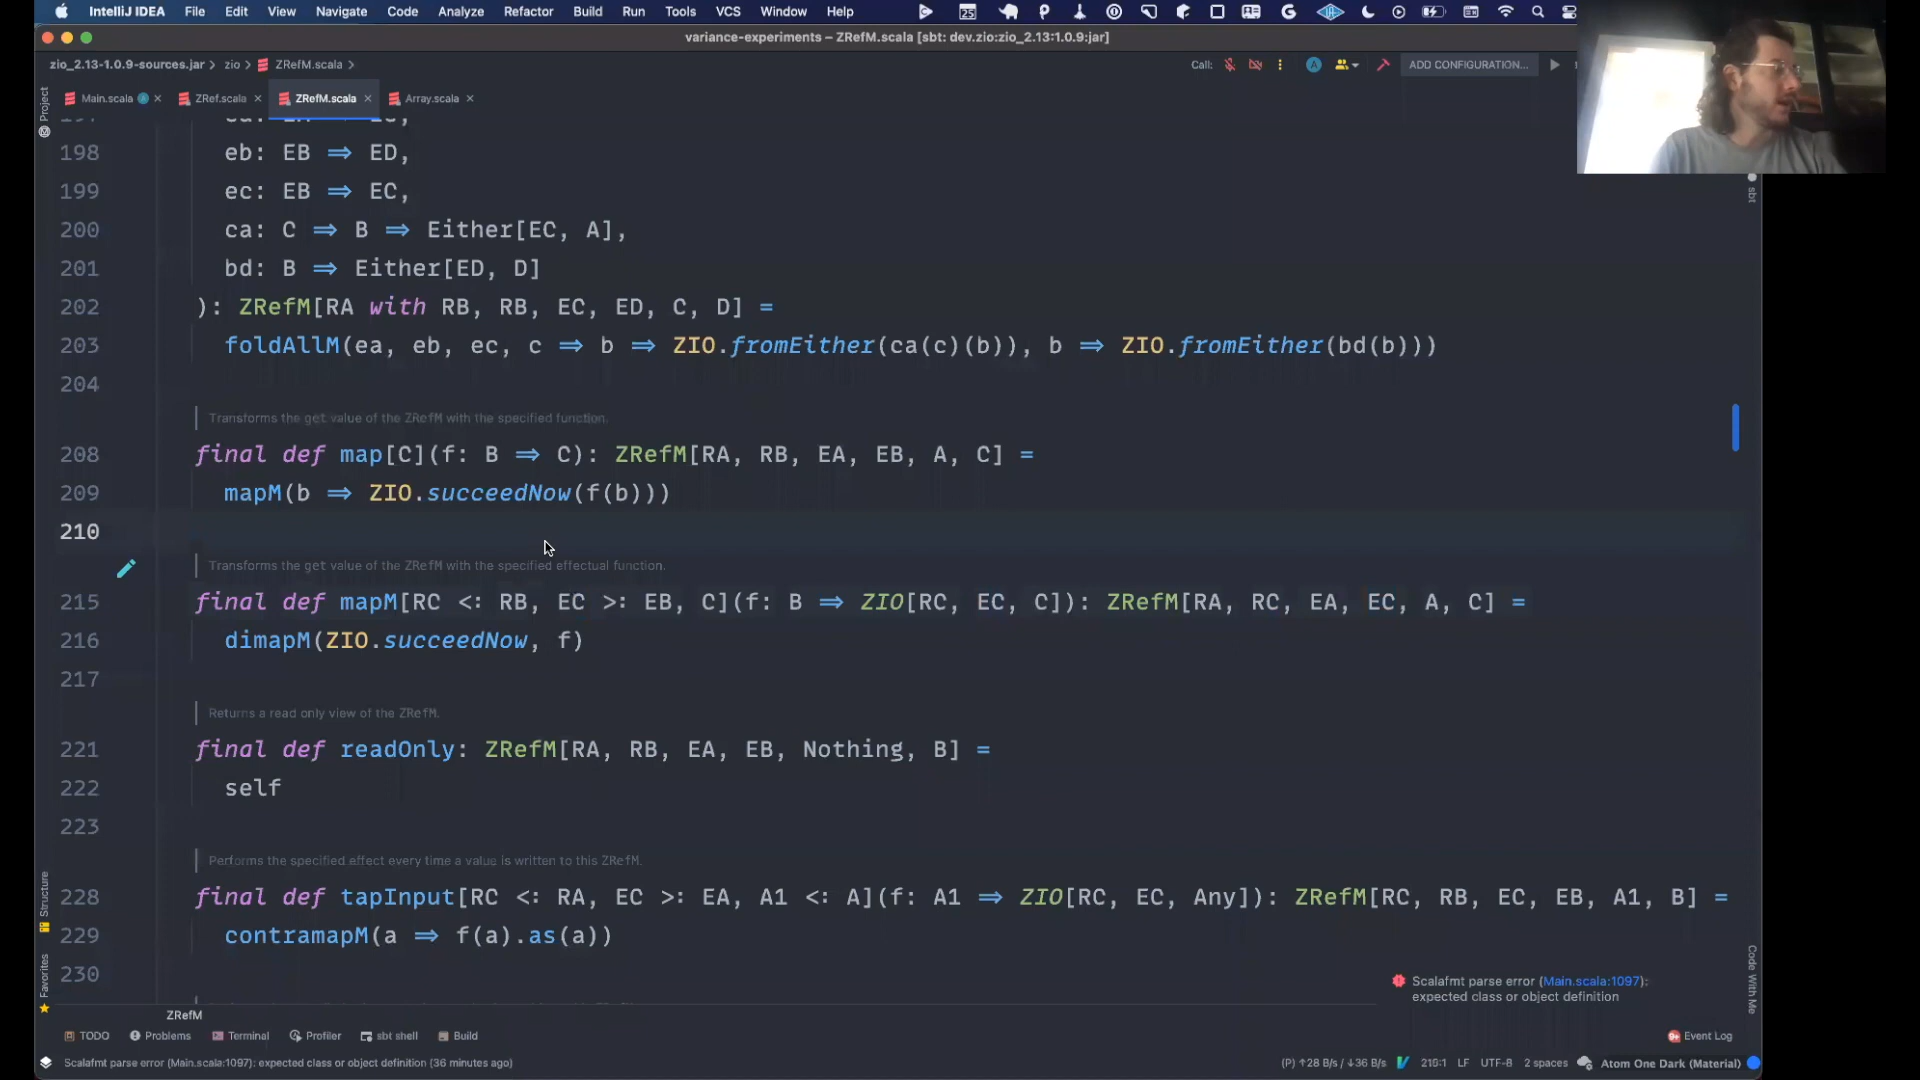 IntelliJ IDEA File Edit View Navigate Code Analyze Refactor Build Run Tools VCS Window Help
variance-experiments – ZRefM.scala [sbt: dev.zio:zio_2.13:1.0.9:jar]
zio_2.13-1.0.9-sources.jar › zio › ZRefM.scala ›
Call:
ADD CONFIGURATION...
Main.scala ZRef.scala ZRefM.scala Array.scala
Project
sbt
198 eb: EB ⇒ ED,
199 ec: EB ⇒ EC,
200 ca: C ⇒ B ⇒ Either[EC, A],
201 bd: B ⇒ Either[ED, D]
202 ): ZRefM[RA with RB, RB, EC, ED, C, D] =
203 foldAllM(ea, eb, ec, c ⇒ b ⇒ ZIO.fromEither(ca(c)(b)), b ⇒ ZIO.fromEither(bd(b)))
204
Transforms the get value of the ZRefM with the specified function.
208 final def map[C](f: B ⇒ C): ZRefM[RA, RB, EA, EB, A, C] =
209 mapM(b ⇒ ZIO.succeedNow(f(b)))
210
Transforms the get value of the ZRefM with the specified effectual function.
215 final def mapM[RC <: RB, EC >: EB, C](f: B ⇒ ZIO[RC, EC, C]): ZRefM[RA, RC, EA, EC, A, C] =
216 dimapM(ZIO.succeedNow, f)
217
Returns a read only view of the ZRefM.
221 final def readOnly: ZRefM[RA, RB, EA, EB, Nothing, B] =
222 self
223
Performs the specified effect every time a value is written to this ZRefM.
228 final def tapInput[RC <: RA, EC >: EA, A1 <: A](f: A1 ⇒ ZIO[RC, EC, Any]): ZRefM[RC, RB, EC, EB, A1, B] =
229 contramapM(a ⇒ f(a).as(a))
230
Structure
Favorites
Code With Me
Scalafmt parse error (Main.scala:1097):
expected class or object definition
ZRefM
TODO Problems Terminal Profiler sbt shell Build
Event Log
Scalafmt parse error (Main.scala:1097): expected class or object definition (36 minutes ago)
(P) ↑28 B/s / ↓36 B/s 216:1 LF UTF-8 2 spaces Atom One Dark (Material)